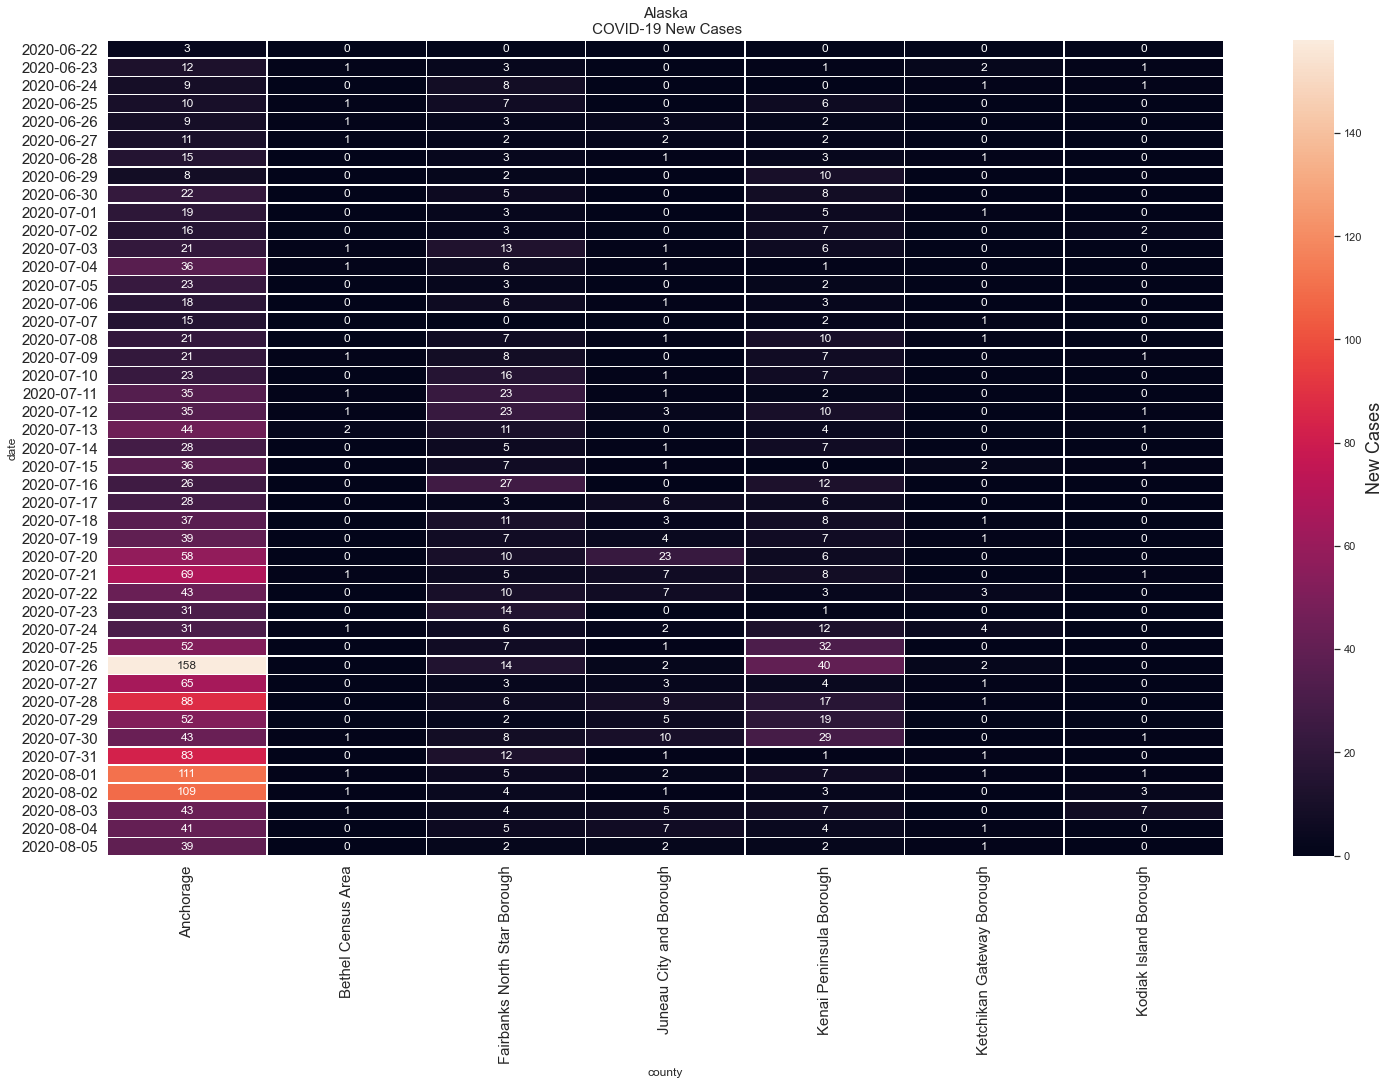 Alaska
COVID-19 New Cases
2020-06-22 3 0 0 0 0 0 0
2020-06-23 12 1 3 0 1 2 1
2020-06-24 9 0 8 0 0 1 1
2020-06-25 10 1 7 0 6 0 0
2020-06-26 9 1 3 3 2 0 0
2020-06-27 11 1 2 2 2 0 0
2020-06-28 15 0 3 1 3 1 0
2020-06-29 8 0 2 0 10 0 0
2020-06-30 22 0 5 0 8 0 0
2020-07-01 19 0 3 0 5 1 0
2020-07-02 16 0 3 0 7 0 2
2020-07-03 21 1 13 1 6 0 0
2020-07-04 36 1 6 1 1 0 0
2020-07-05 23 0 3 0 2 0 0
2020-07-06 18 0 6 1 3 0 0
2020-07-07 15 0 0 0 2 1 0
2020-07-08 21 0 7 1 10 1 0
2020-07-09 21 1 8 0 7 0 1
2020-07-10 23 0 16 1 7 0 0
2020-07-11 35 1 23 1 2 0 0
2020-07-12 35 1 23 3 10 0 1
2020-07-13 44 2 11 0 4 0 1
2020-07-14 28 0 5 1 7 0 0
2020-07-15 36 0 7 1 0 2 1
2020-07-16 26 0 27 0 12 0 0
2020-07-17 28 0 3 6 6 0 0
2020-07-18 37 0 11 3 8 1 0
2020-07-19 39 0 7 4 7 1 0
2020-07-20 58 0 10 23 6 0 0
2020-07-21 69 1 5 7 8 0 1
2020-07-22 43 0 10 7 3 3 0
2020-07-23 31 0 14 0 1 0 0
2020-07-24 31 1 6 2 12 4 0
2020-07-25 52 0 7 1 32 0 0
2020-07-26 158 0 14 2 40 2 0
2020-07-27 65 0 3 3 4 1 0
2020-07-28 88 0 6 9 17 1 0
2020-07-29 52 0 2 5 19 0 0
2020-07-30 43 1 8 10 29 0 1
2020-07-31 83 0 12 1 1 1 0
2020-08-01 111 1 5 2 7 1 1
2020-08-02 109 1 4 1 3 0 3
2020-08-03 43 1 4 5 7 0 7
2020-08-04 41 0 5 7 4 1 0
2020-08-05 39 0 2 2 2 1 0
date
Anchorage
Bethel Census Area
Fairbanks North Star Borough
Juneau City and Borough
Kenai Peninsula Borough
Ketchikan Gateway Borough
Kodiak Island Borough
county
140
120
100
80
60
40
20
0
New Cases